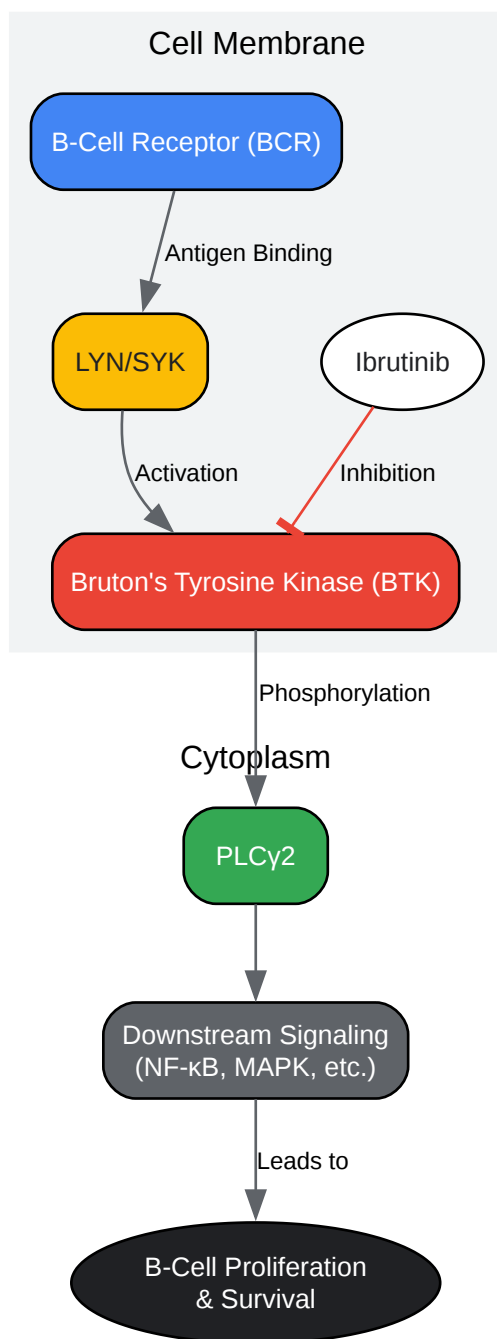 Cell Membrane
B-Cell Receptor (BCR)
Antigen Binding
LYN/SYK
Ibrutinib
Activation
Inhibition
Bruton's Tyrosine Kinase (BTK)
Phosphorylation
Cytoplasm
PLCγ2
Downstream Signaling
(NF-κB, MAPK, etc.)
Leads to
B-Cell Proliferation
& Survival